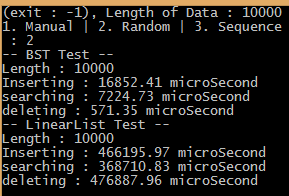 (exit : -1), Length of Data : 10000
1. Manual | 2. Random | 3. Sequence
: 2
-- BST Test --
Length : 10000
Inserting : 16852.41 microSecond
searching : 7224.73 microSecond
deleting : 571.35 microSecond
-- LinearList Test --
Length : 10000
Inserting : 466195.97 microSecond
searching : 368710.83 microSecond
deleting : 476887.96 microSecond